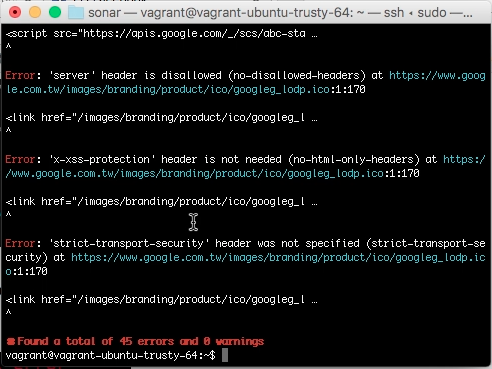 sonar — vagrant@vagrant-ubuntu-trusty-64: ~ — ssh ◂ sudo —...
<script src="https://apis.google.com/_/scs/abc-sta …
^
Error: 'server' header is disallowed (no-disallowed-headers) at https://www.goog
le.com.tw/images/branding/product/ico/googleg_lodp.ico:1:170
<link href="/images/branding/product/ico/googleg_l …
^
Error: 'x-xss-protection' header is not needed (no-html-only-headers) at https:/
/www.google.com.tw/images/branding/product/ico/googleg_lodp.ico:1:170
<link href="/images/branding/product/ico/googleg_l …
^
Error: 'strict-transport-security' header was not specified (strict-transport-se
curity) at https://www.google.com.tw/images/branding/product/ico/googleg_lodp.ic
o:1:170
<link href="/images/branding/product/ico/googleg_l …
^
Found a total of 45 errors and 0 warnings
vagrant@vagrant-ubuntu-trusty-64:~$